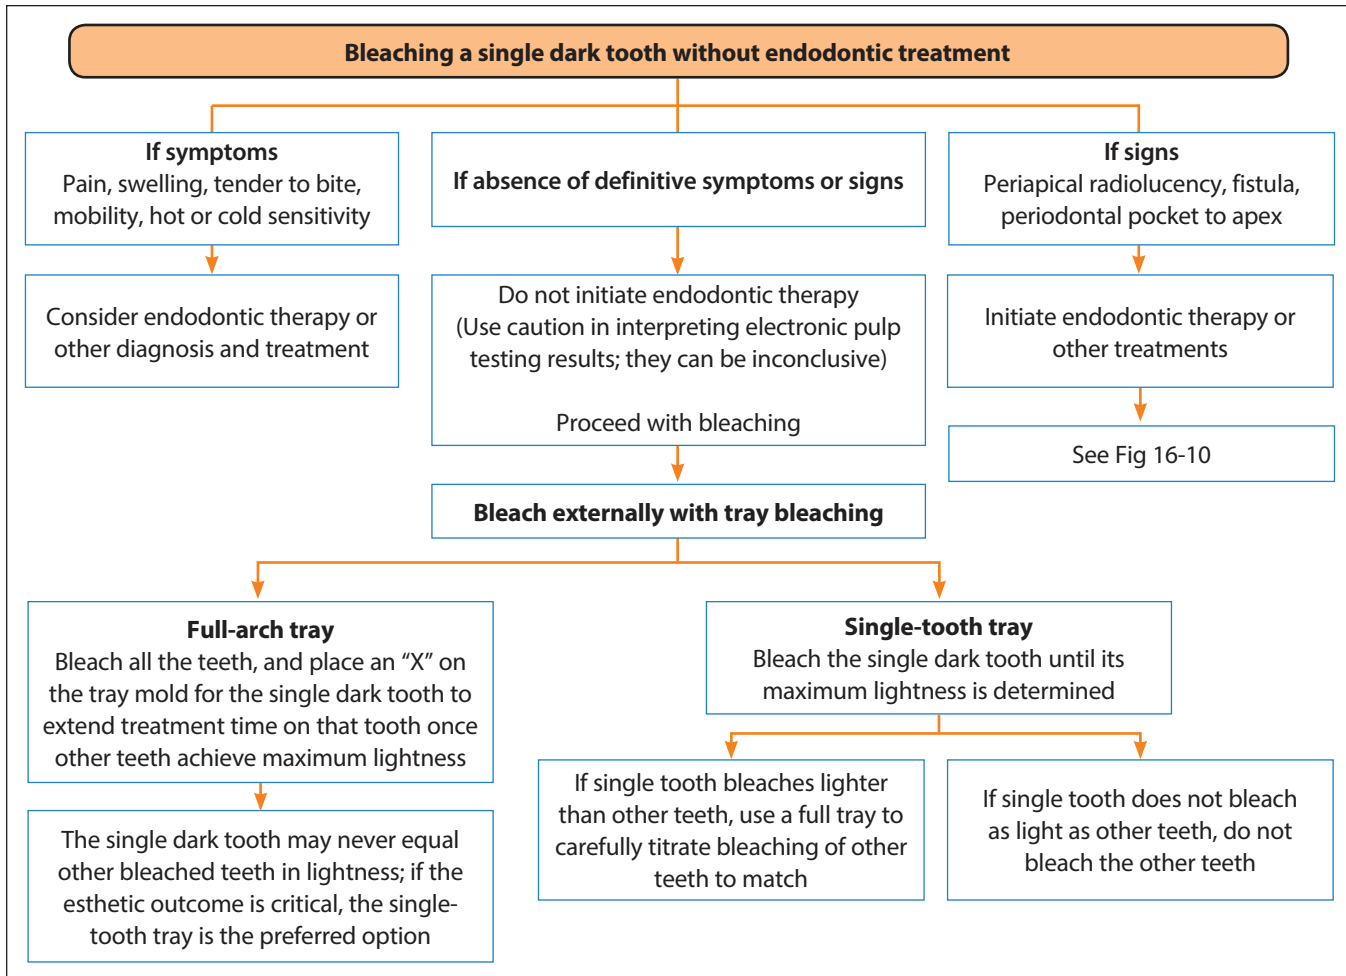 Bleaching a single dark tooth without endodontic treatment
If symptoms
Pain, swelling, tender to bite,
mobility, hot or cold sensitivity
If absence of definitive symptoms or signs
If signs
Periapical radiolucency, fistula,
periodontal pocket to apex
Consider endodontic therapy or
other diagnosis and treatment
Do not initiate endodontic therapy
(Use caution in interpreting electronic pulp
testing results; they can be inconclusive)
Proceed with bleaching
Initiate endodontic therapy or
other treatments
See Fig 16-10
Bleach externally with tray bleaching
Full-arch tray
Bleach all the teeth, and place an “X” on
the tray mold for the single dark tooth to
extend treatment time on that tooth once
other teeth achieve maximum lightness
Single-tooth tray
Bleach the single dark tooth until its
maximum lightness is determined
The single dark tooth may never equal
other bleached teeth in lightness; if the
esthetic outcome is critical, the single-
tooth tray is the preferred option
If single tooth bleaches lighter
than other teeth, use a full tray to
carefully titrate bleaching of other
teeth to match
If single tooth does not bleach
as light as other teeth, do not
bleach the other teeth